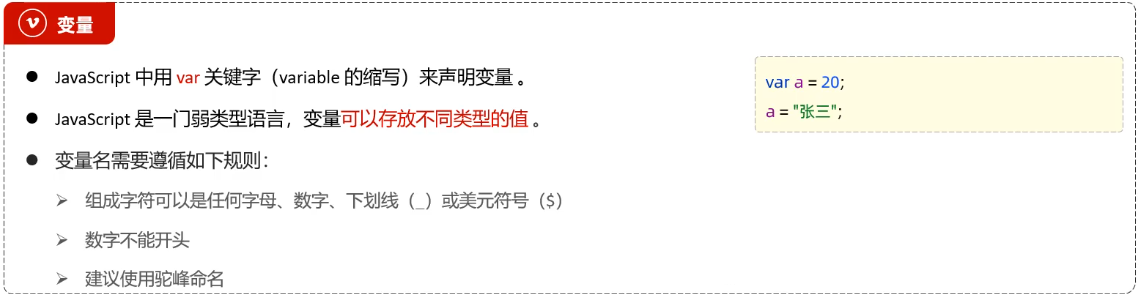 变量
JavaScript 中用 var 关键字（variable 的缩写）来声明变量 。
JavaScript 是一门弱类型语言，变量可以存放不同类型的值 。
变量名需要遵循如下规则：
组成字符可以是任何字母、数字、下划线（_）或美元符号（$）
数字不能开头
建议使用驼峰命名
var a = 20;
a = "张三";